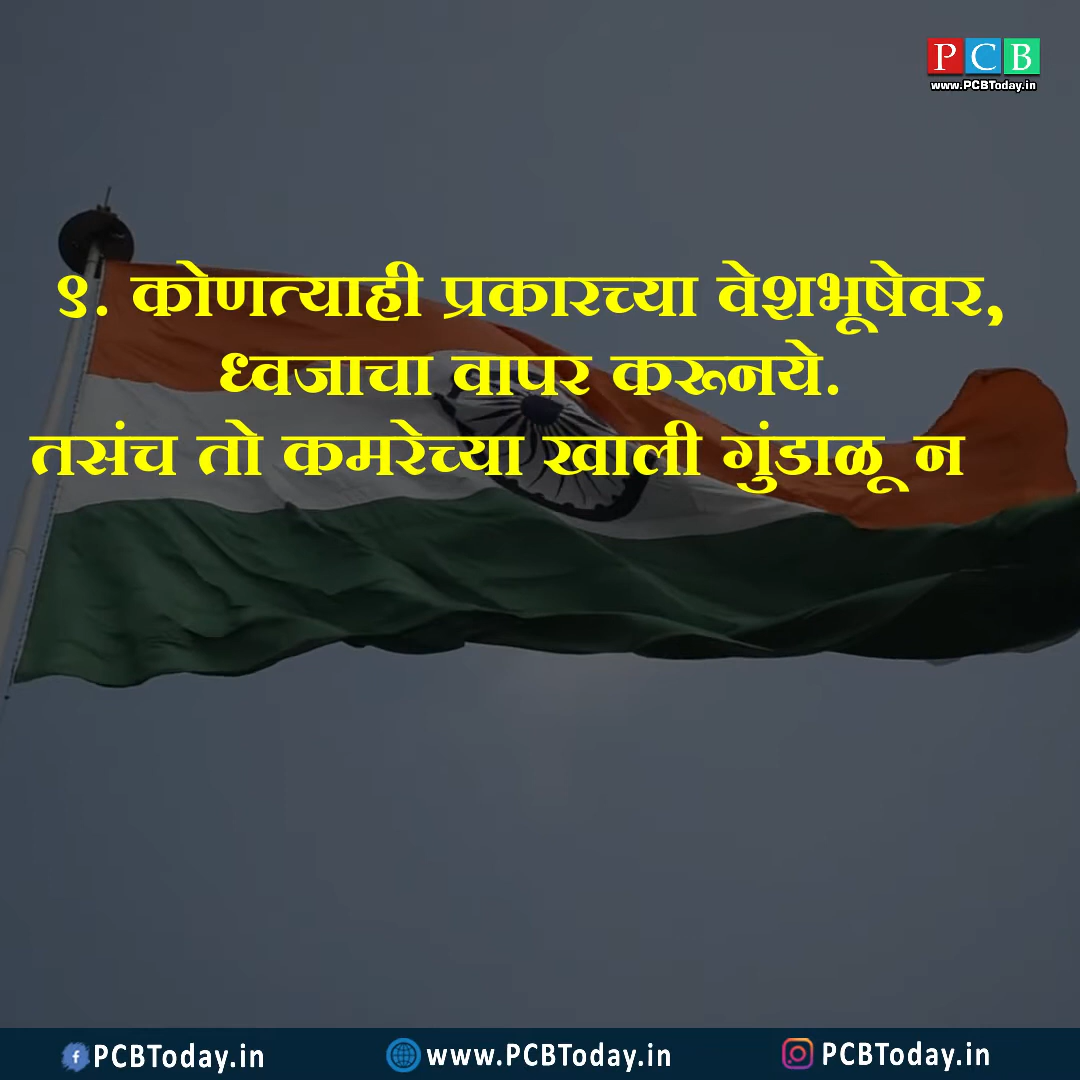 P C B
www.PCBToday.in
९. कोणत्याही प्रकारच्या वेशभूषेवर,
ध्वजाचा वापर करूनये.
तसंच तो कमरेच्या खाली गुंडाळू न
PCBToday.in www.PCBToday.in PCBToday.in